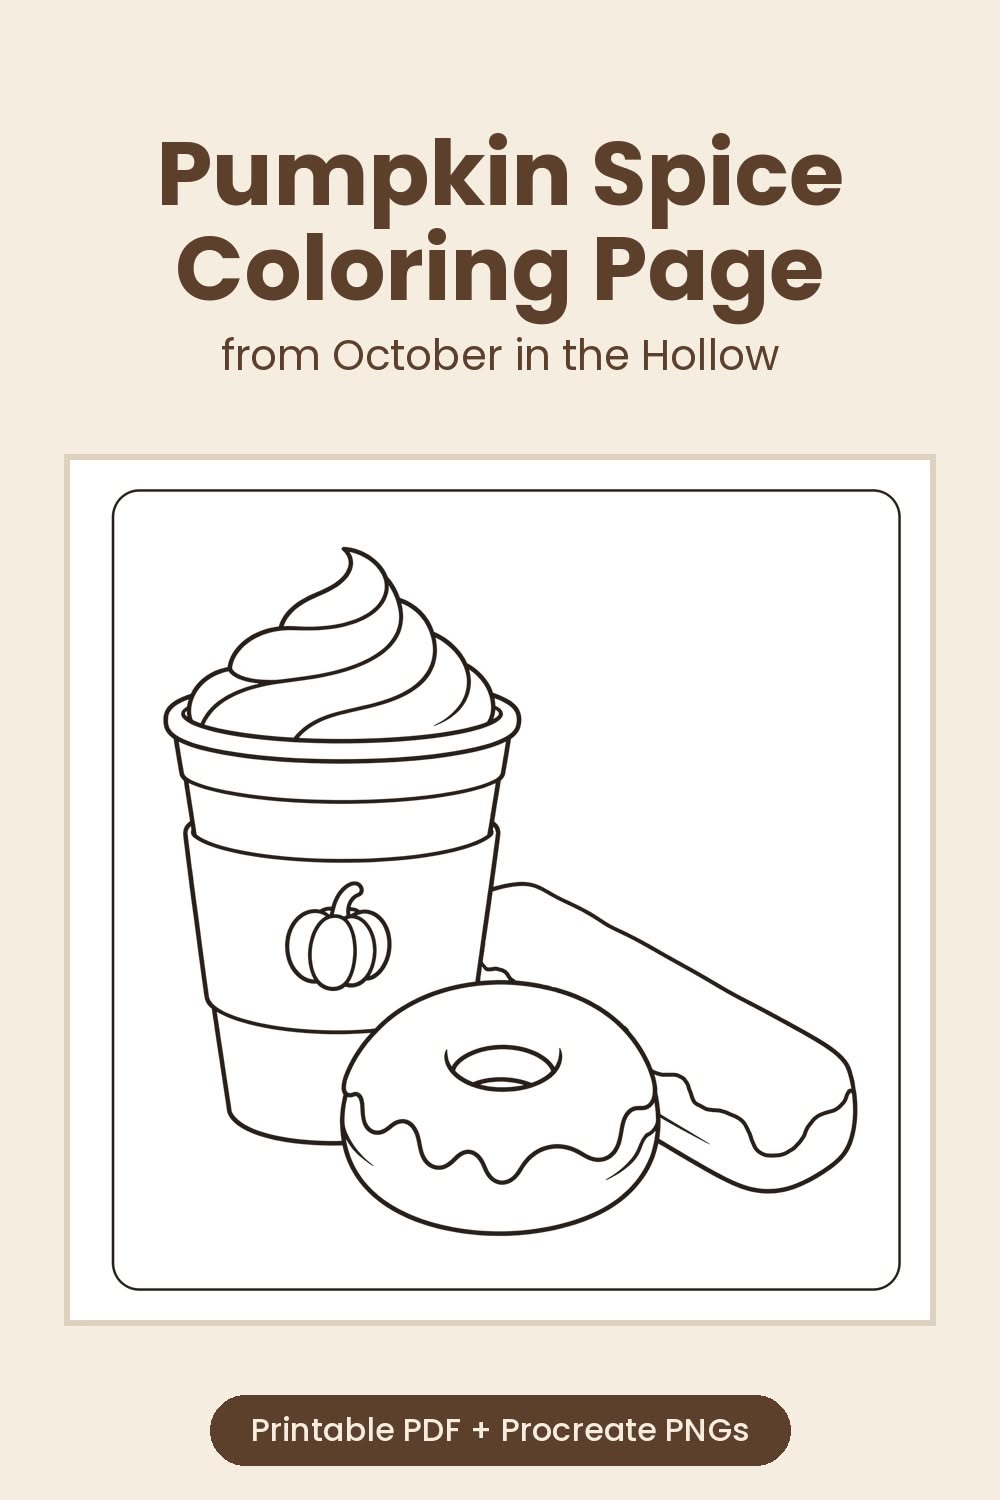 Pumpkin Spice
Coloring Page
from October in the Hollow
Printable PDF + Procreate PNGs